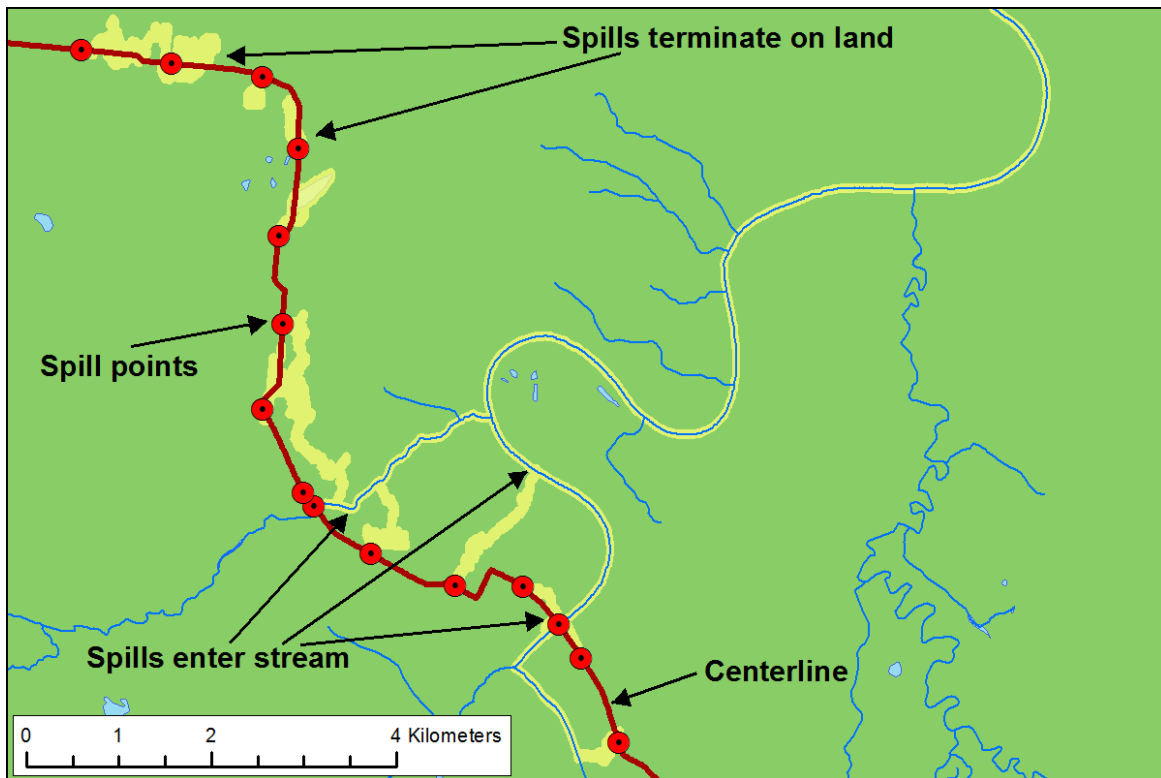 Spills terminate on land
Spill points
Spills enter stream
Centerline
0 1 2 4 Kilometers